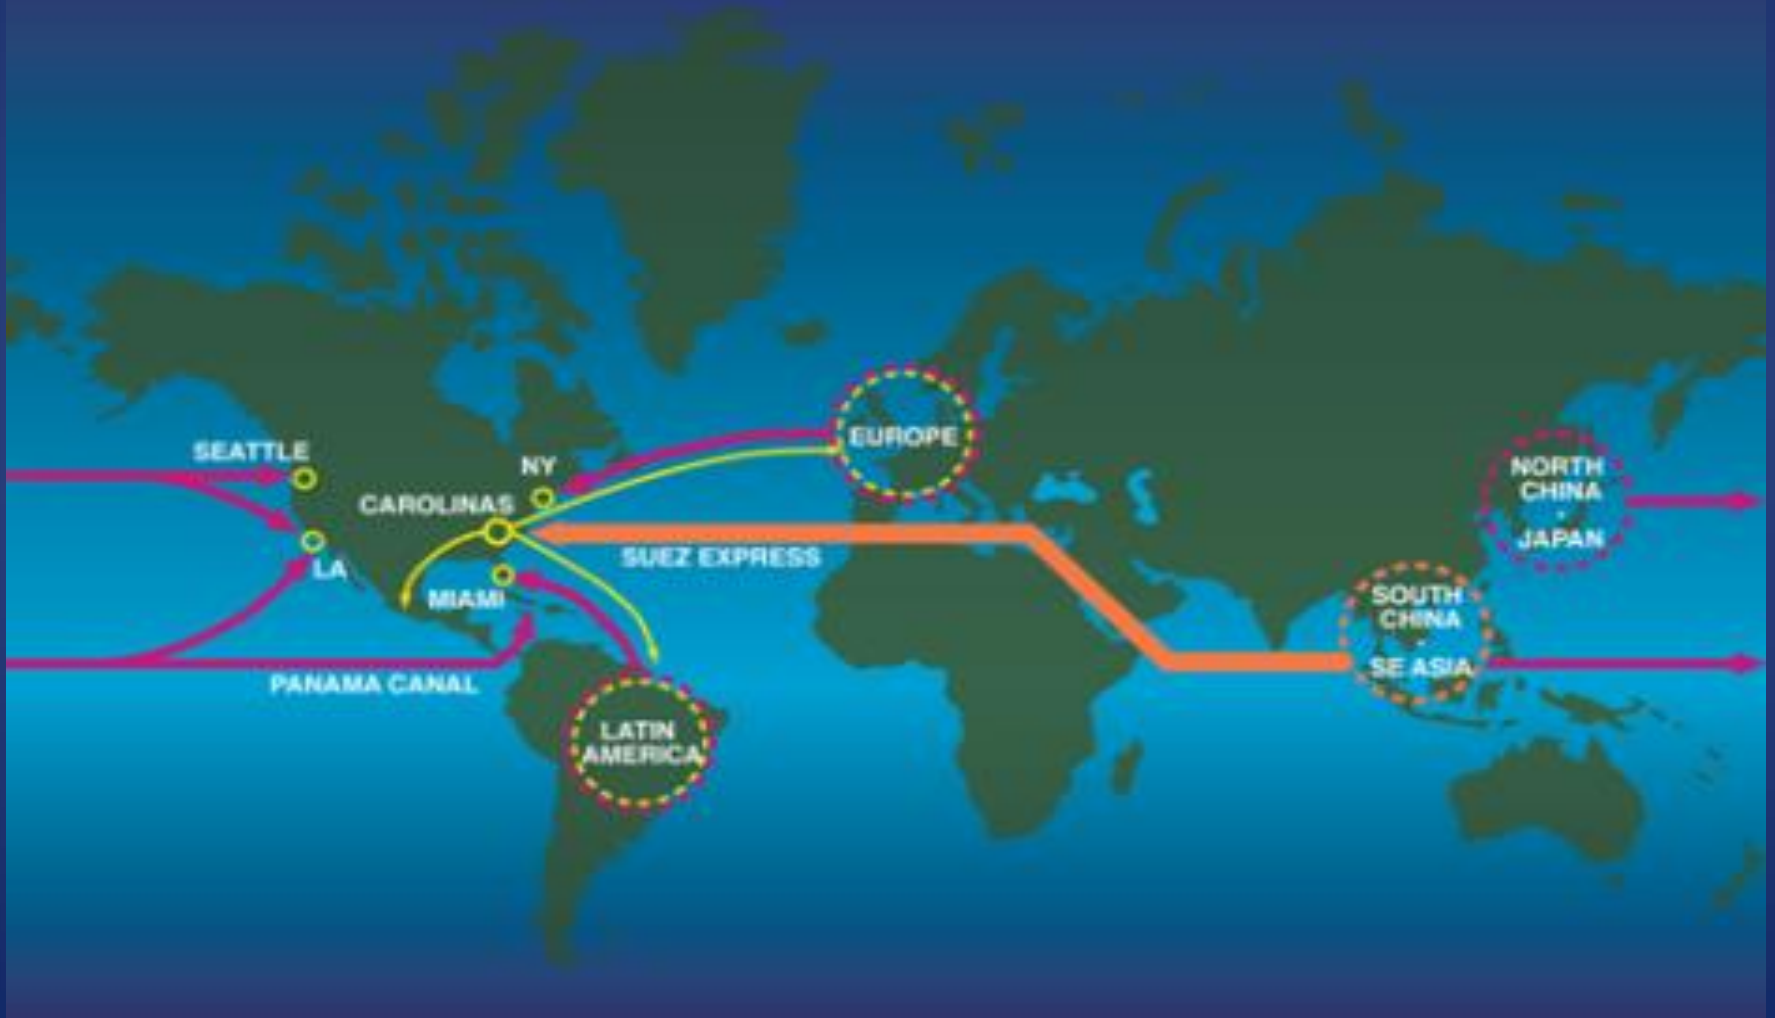 SEATTLE
NY
CAROLINAS
LA
MIAMI
PANAMA CANAL
LATIN
AMERICA
EUROPE
SUEZ EXPRESS
NORTH
CHINA
·
JAPAN
SOUTH
CHINA
·
SE ASIA